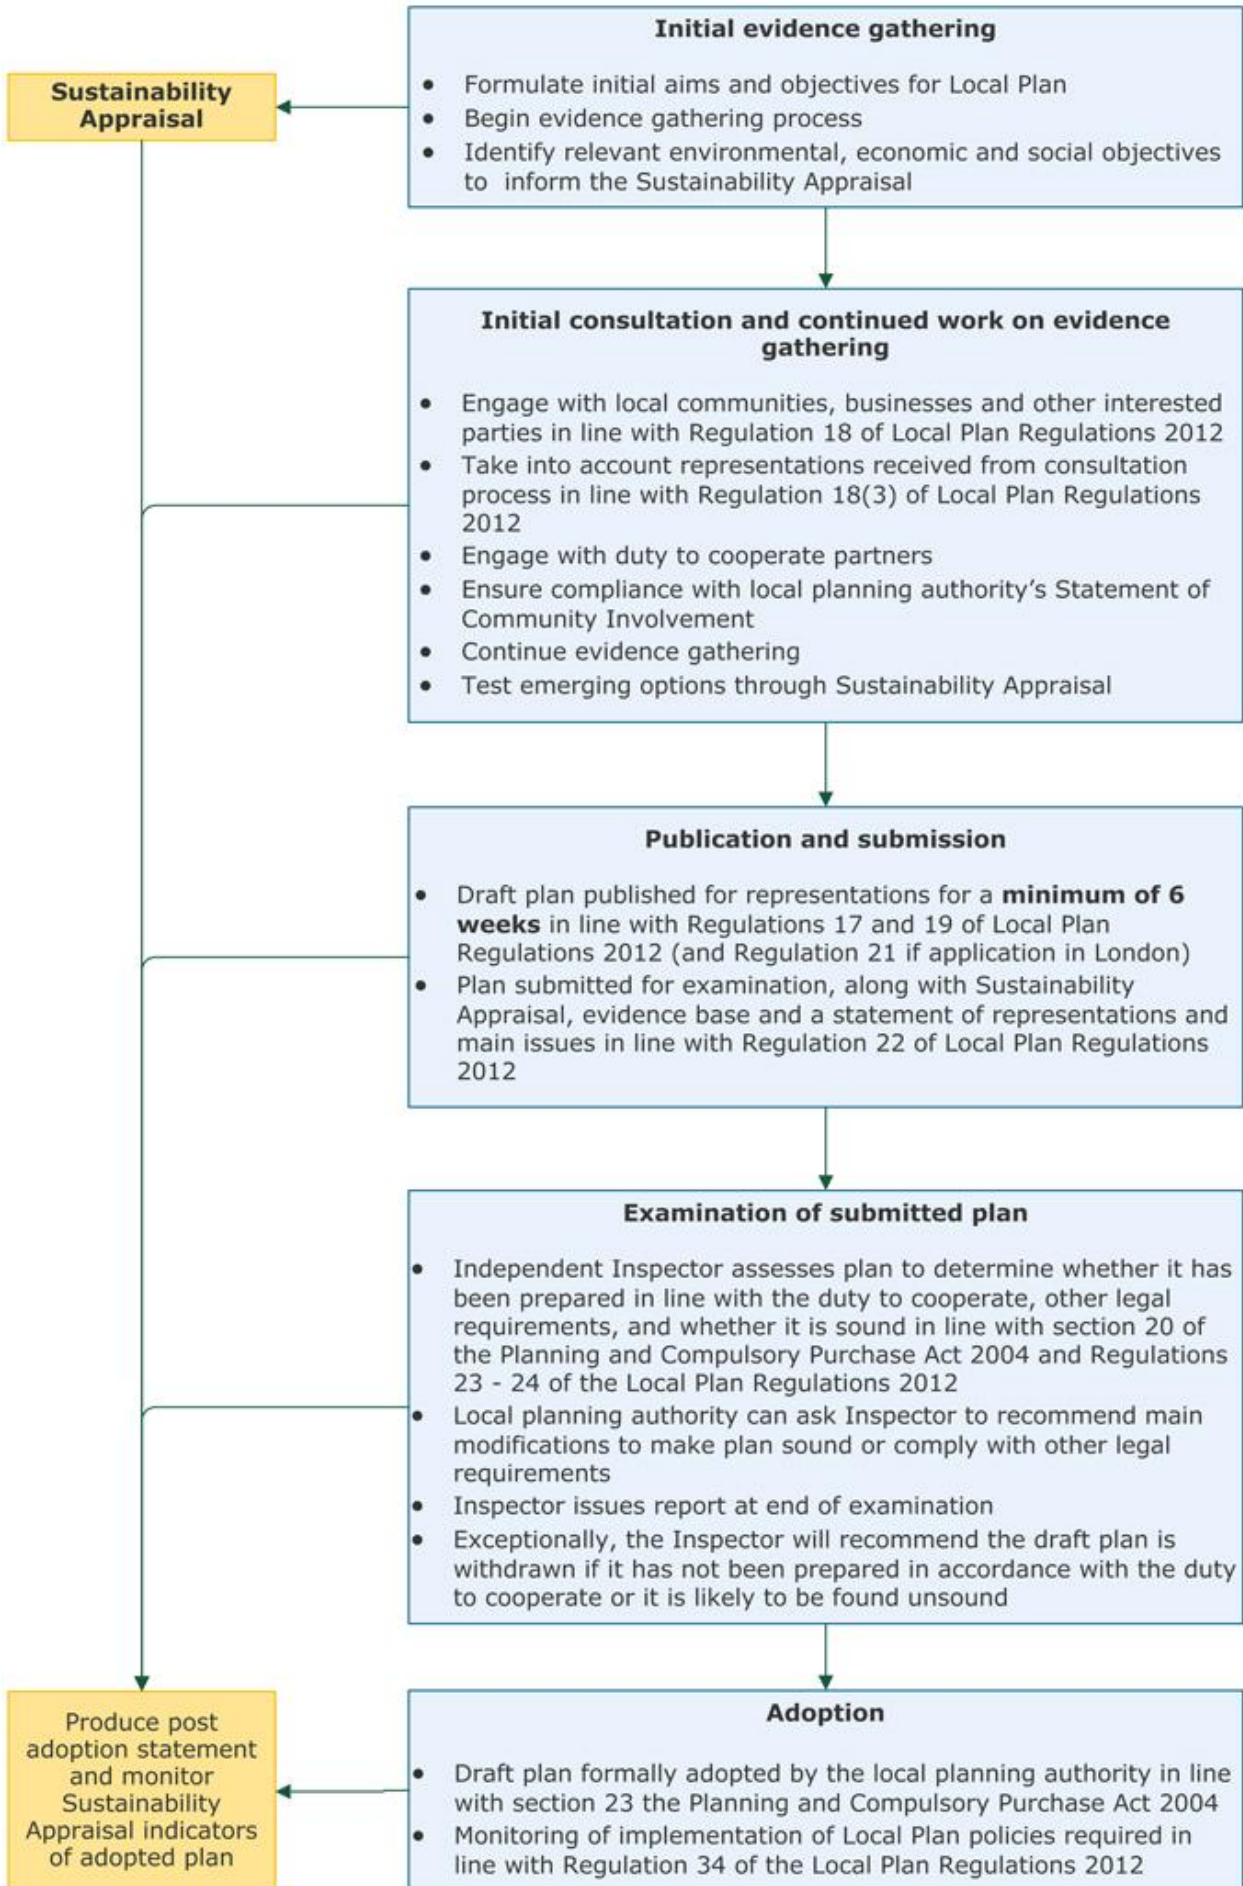 Initial evidence gathering
• Formulate initial aims and objectives for Local Plan
• Begin evidence gathering process
• Identify relevant environmental, economic and social objectives
to inform the Sustainability Appraisal
Sustainability
Appraisal
Initial consultation and continued work on evidence
gathering
• Engage with local communities, businesses and other interested
parties in line with Regulation 18 of Local Plan Regulations 2012
• Take into account representations received from consultation
process in line with Regulation 18(3) of Local Plan Regulations
2012
• Engage with duty to cooperate partners
• Ensure compliance with local planning authority’s Statement of
Community Involvement
• Continue evidence gathering
• Test emerging options through Sustainability Appraisal
Publication and submission
• Draft plan published for representations for a minimum of 6
weeks in line with Regulations 17 and 19 of Local Plan
Regulations 2012 (and Regulation 21 if application in London)
• Plan submitted for examination, along with Sustainability
Appraisal, evidence base and a statement of representations and
main issues in line with Regulation 22 of Local Plan Regulations
2012
Examination of submitted plan
• Independent Inspector assesses plan to determine whether it has
been prepared in line with the duty to cooperate, other legal
requirements, and whether it is sound in line with section 20 of
the Planning and Compulsory Purchase Act 2004 and Regulations
23 - 24 of the Local Plan Regulations 2012
• Local planning authority can ask Inspector to recommend main
modifications to make plan sound or comply with other legal
requirements
• Inspector issues report at end of examination
• Exceptionally, the Inspector will recommend the draft plan is
withdrawn if it has not been prepared in accordance with the duty
to cooperate or it is likely to be found unsound
Adoption
• Draft plan formally adopted by the local planning authority in line
with section 23 the Planning and Compulsory Purchase Act 2004
• Monitoring of implementation of Local Plan policies required in
line with Regulation 34 of the Local Plan Regulations 2012
Produce post
adoption statement
and monitor
Sustainability
Appraisal indicators
of adopted plan